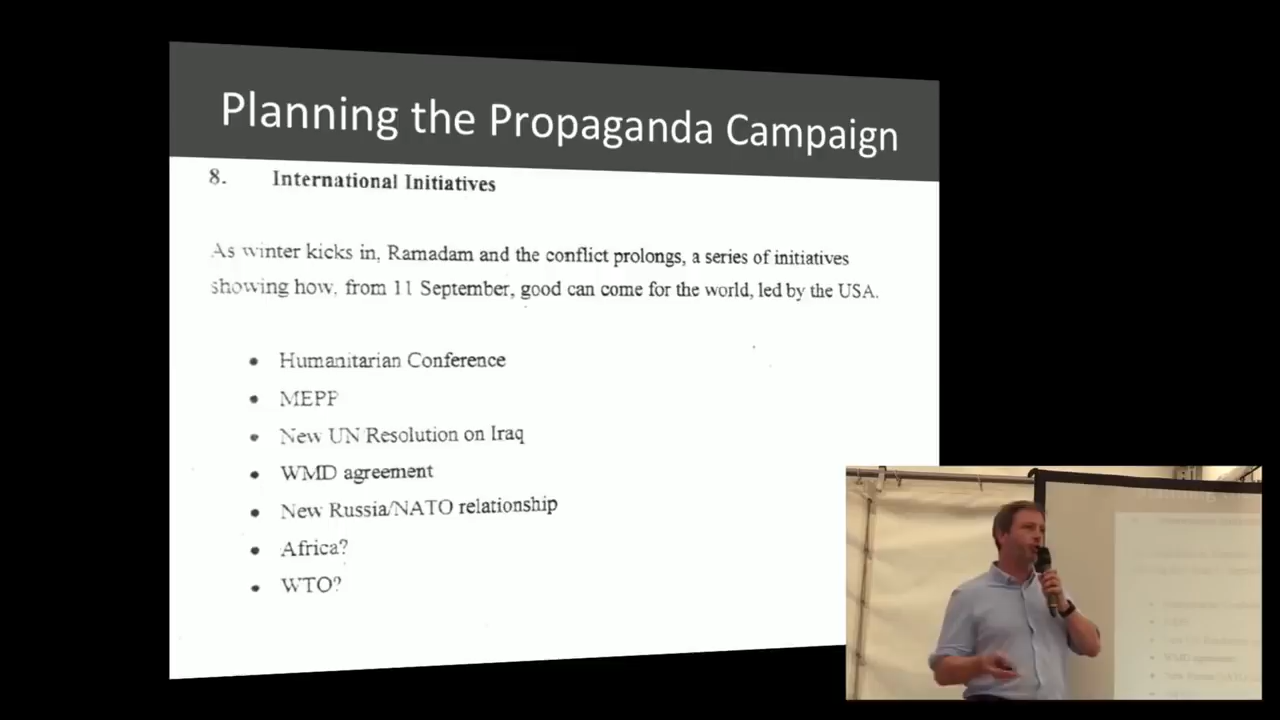 Planning the Propaganda Campaign
8. International Initiatives
As winter kicks in, Ramadam and the conflict prolongs, a series of initiatives
showing how, from 11 September, good can come for the world, led by the USA.
• Humanitarian Conference
• MEPP
• New UN Resolution on Iraq
• WMD agreement
• New Russia/NATO relationship
• Africa?
• WTO?